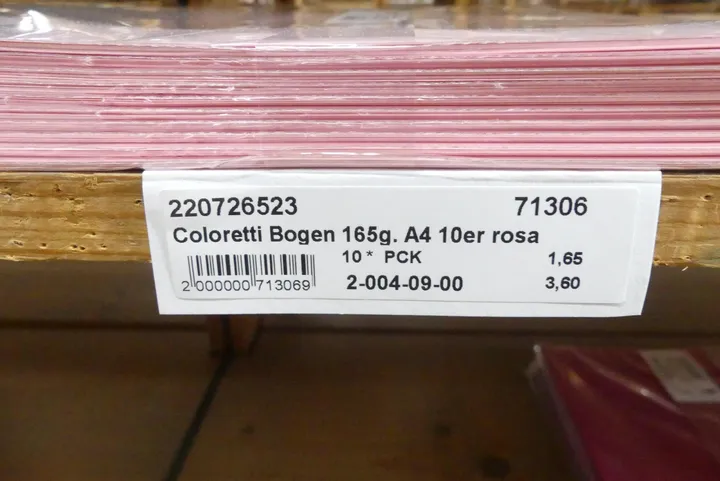 220726523 71306
Coloretti Bogen 165g. A4 10er rosa
10 * PCK 1,65
2 000000 713069 2-004-09-00 3,60